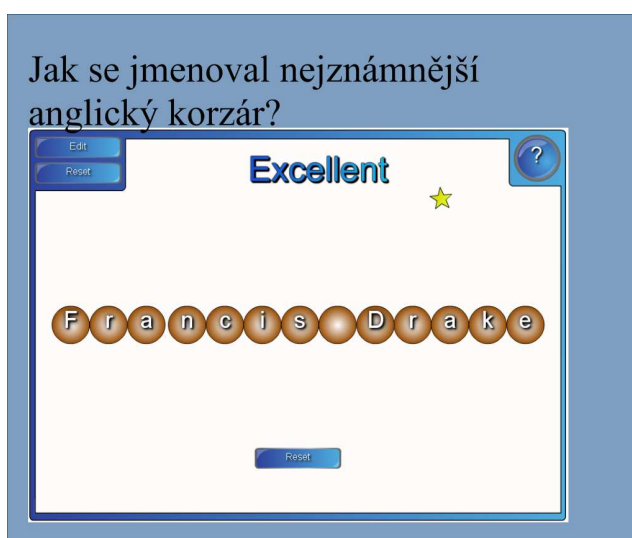 Jak se jmenoval nejznámnější
anglický korzár?
Edit
Reset
Excellent
?
Francis Drake
Reset